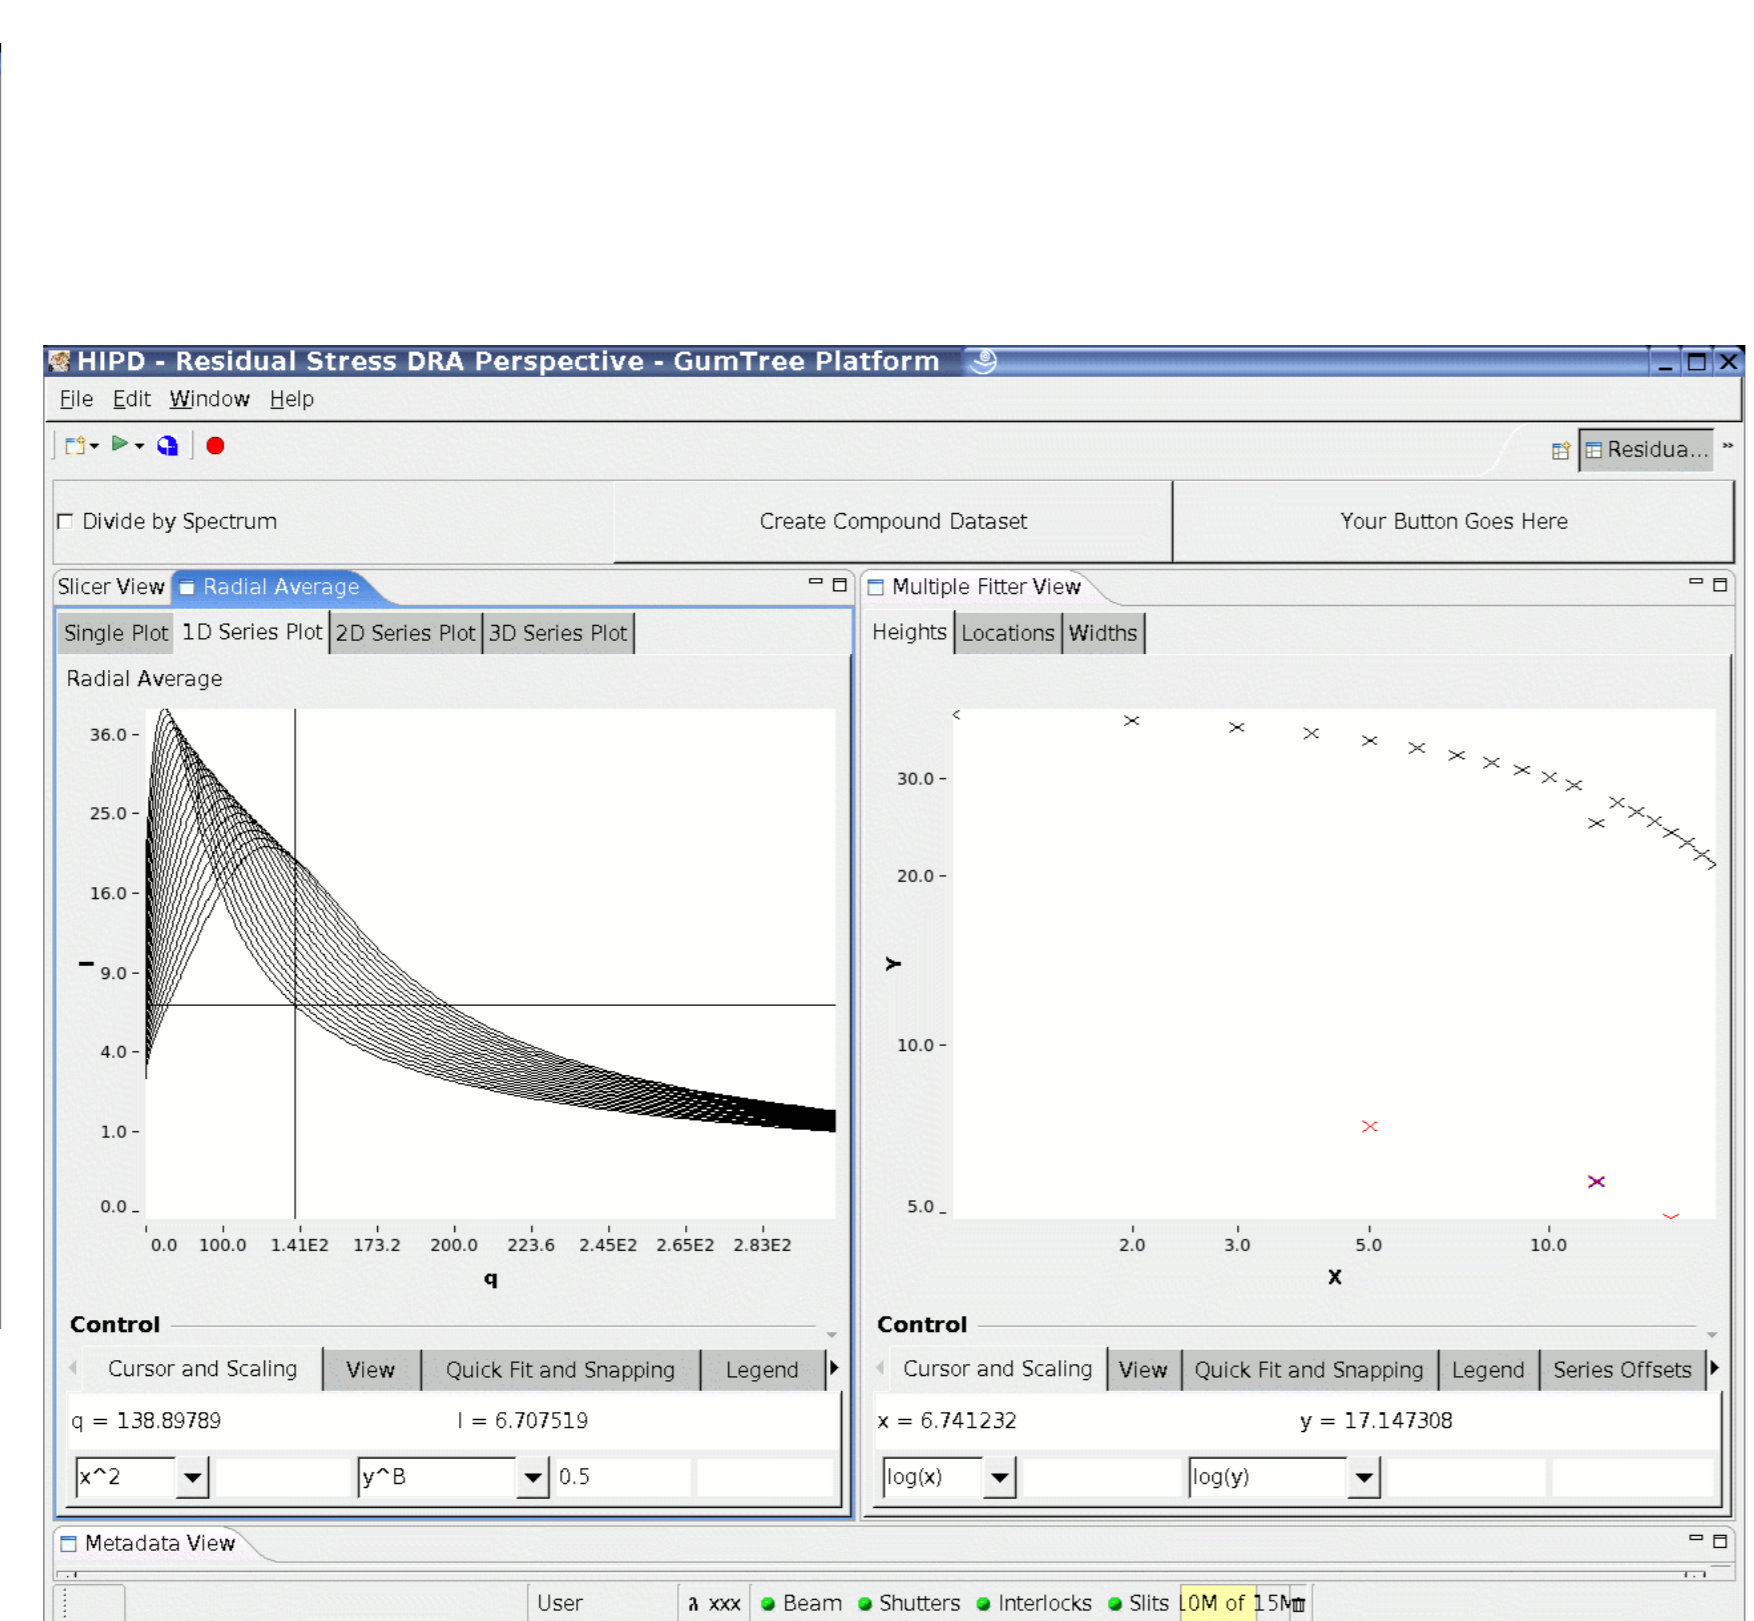 HIPD - Residual Stress DRA Perspective - GumTree Platform
File Edit Window Help
Residua... »
Divide by Spectrum Create Compound Dataset Your Button Goes Here
Slicer View Radial Average
Single Plot 1D Series Plot 2D Series Plot 3D Series Plot
Radial Average
36.0
25.0
16.0
9.0
4.0
1.0
0.0
I
0.0 100.0 1.41E2 173.2 200.0 223.6 2.45E2 2.65E2 2.83E2
q
Control
Cursor and Scaling View Quick Fit and Snapping Legend
q = 138.89789 I = 6.707519
x^2 y^B 0.5
Multiple Fitter View
Heights Locations Widths
30.0
20.0
10.0
5.0
Y
2.0 3.0 5.0 10.0
X
Control
Cursor and Scaling View Quick Fit and Snapping Legend Series Offsets
x = 6.741232 y = 17.147308
log(x) log(y)
Metadata View
User xxx Beam Shutters Interlocks Slits 10M of 15M